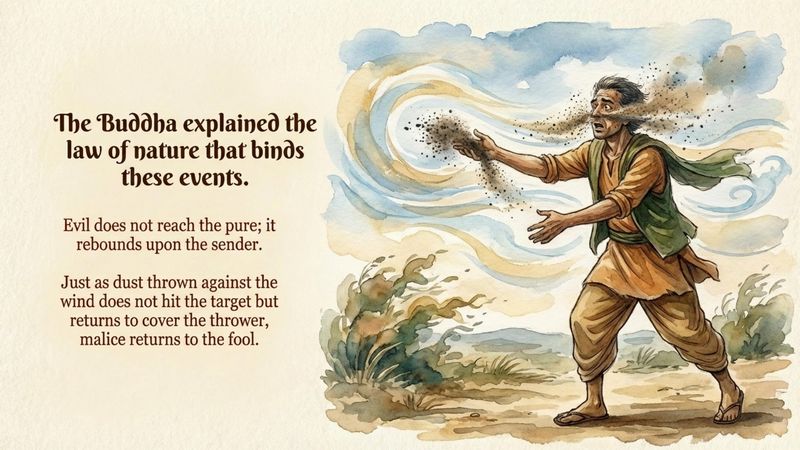 The Buddha explained the
law of nature that binds
these events.
Evil does not reach the pure; it
rebounds upon the sender.
Just as dust thrown against the
wind does not hit the target but
returns to cover the thrower,
malice returns to the fool.